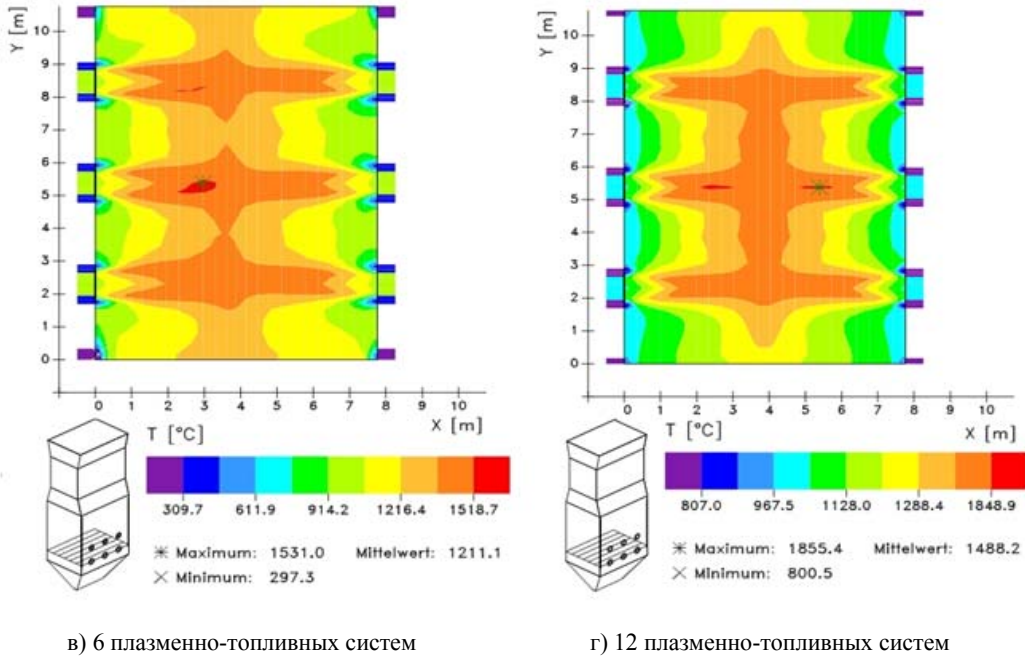 Y [m]
10
9
8
7
6
5
4
3
2
1
0
0 1 2 3 4 5 6 7 8 9 10
X [m]
T [°C]
309.7 611.9 914.2 1216.4 1518.7
Maximum: 1531.0 Mittelwert: 1211.1
Minimum: 297.3
в) 6 плазменно-топливных систем
Y [m]
10
9
8
7
6
5
4
3
2
1
0
0 1 2 3 4 5 6 7 8 9 10
X [m]
T [°C]
807.0 967.5 1128.0 1288.4 1848.9
Maximum: 1855.4 Mittelwert: 1488.2
Minimum: 800.5
г) 12 плазменно-топливных систем